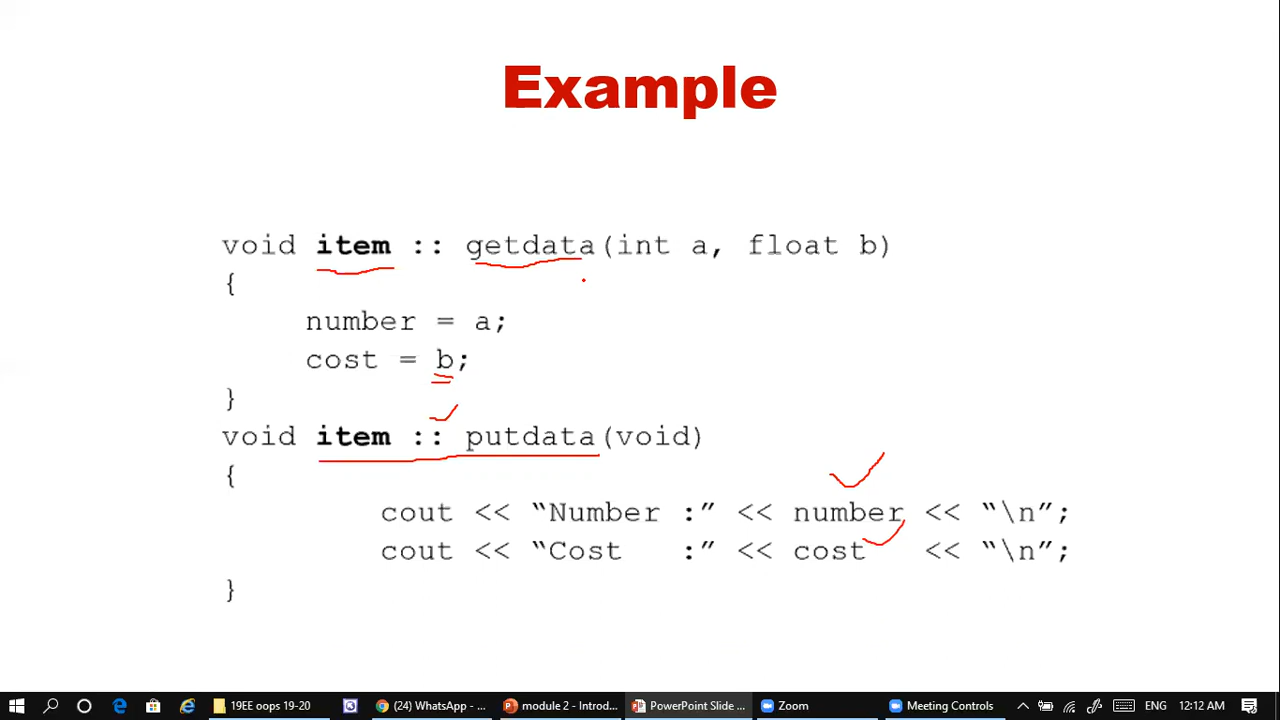 Example
void item :: getdata(int a, float b)
{
number = a;
cost = b;
}
void item :: putdata(void)
{
cout << “Number :” << number << “\n”;
cout << “Cost :” << cost << “\n”;
}
19EE oops 19-20
(24) WhatsApp - ...
module 2 - Introd...
PowerPoint Slide ...
Zoom
Meeting Controls
ENG
12:12 AM